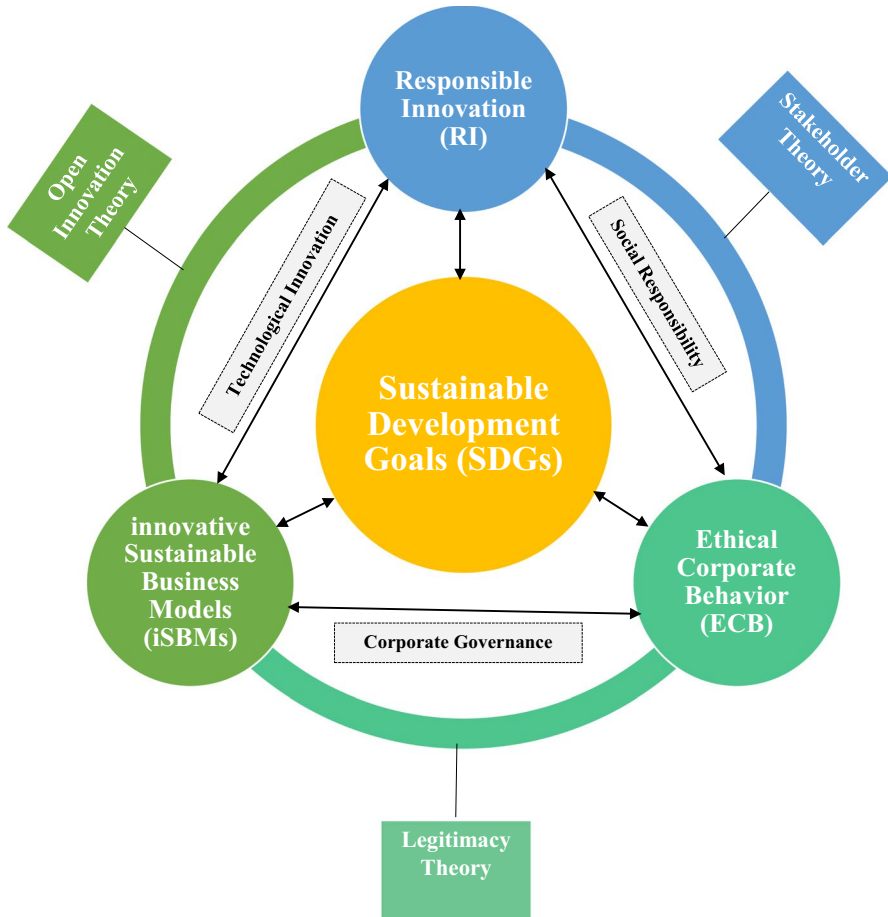 Responsible
Innovation
(RI)
Open
Innovation
Theory
Stakeholder
Theory
Technological Innovation
Social Responsibility
Sustainable
Development
Goals (SDGs)
innovative
Sustainable
Business
Models
(iSBMs)
Ethical
Corporate
Behavior
(ECB)
Corporate Governance
Legitimacy
Theory